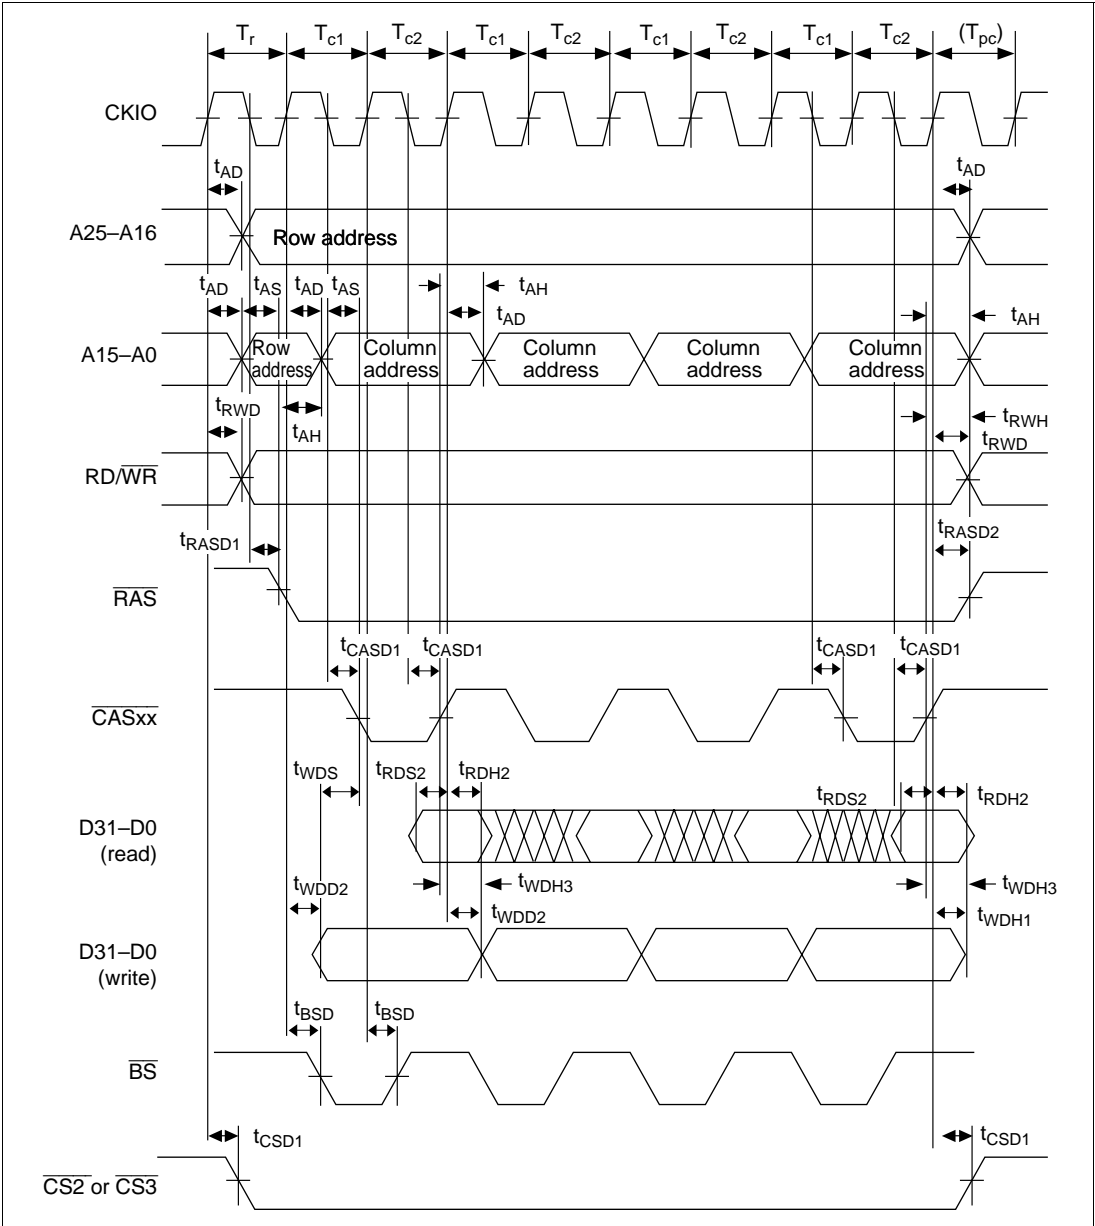 Tr Tc1 Tc2 Tc1 Tc2 Tc1 Tc2 Tc1 Tc2 (Tpc)
CKIO
tAD tAD
A25–A16 Row address
tAD tAS tAD tAS tAH
tAD tAH
A15–A0 Row address Column address Column address Column address Column address
tRWD tAH tRWH
tRWD
RD/WR
tRASD1 tRASD2
RAS
tCASD1 tCASD1 tCASD1 tCASD1
CASxx
tWDS tRDS2 tRDH2 tRDS2 tRDH2
D31–D0
(read)
tWDD2 tWDH3 tWDH3
tWDD2 tWDH1
D31–D0
(write)
tBSD tBSD
BS
tCSD1 tCSD1
CS2 or CS3